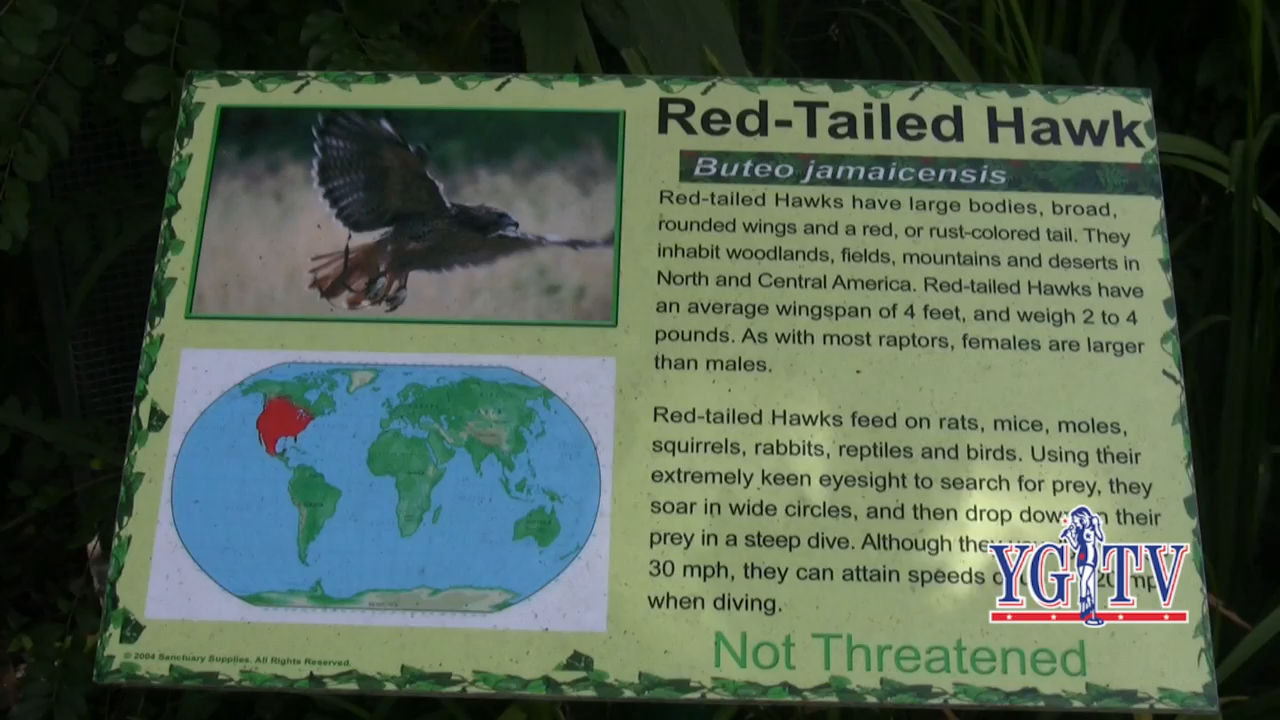 Red-Tailed Hawk
Buteo jamaicensis
Red-tailed Hawks have large bodies, broad,
rounded wings and a red, or rust-colored tail. They
inhabit woodlands, fields, mountains and deserts in
North and Central America. Red-tailed Hawks have
an average wingspan of 4 feet, and weigh 2 to 4
pounds. As with most raptors, females are larger
than males.
Red-tailed Hawks feed on rats, mice, moles,
squirrels, rabbits, reptiles and birds. Using their
extremely keen eyesight to search for prey, they
soar in wide circles, and then drop down their
prey in a steep dive. Although they
30 mph, they can attain speeds
when diving.
Not Threatened
© 2004 Sanctuary Supplies. All Rights Reserved.
YGTV